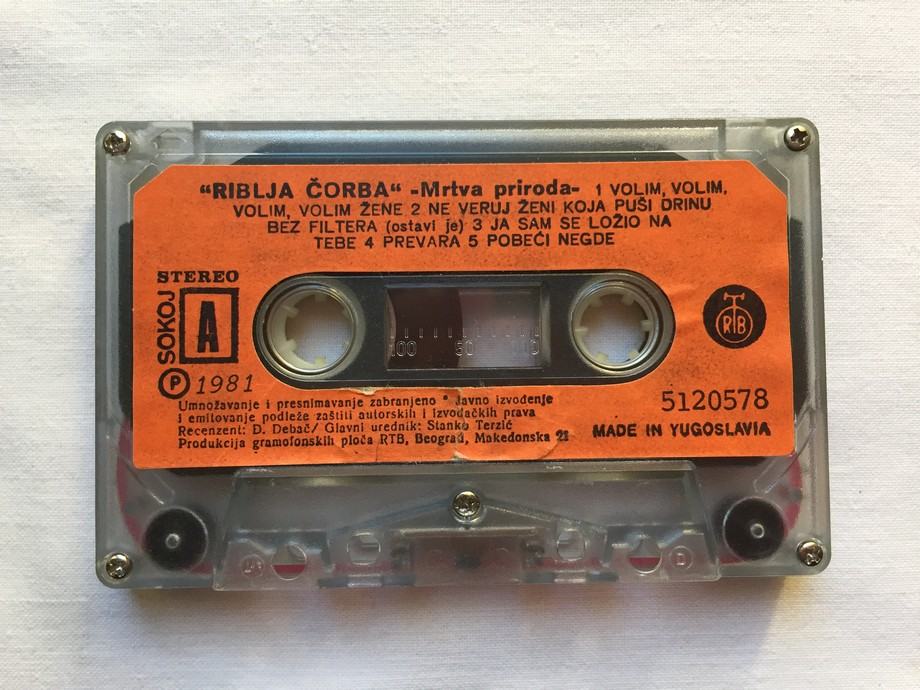 “RIBLJA ČORBA“ -Mrtva priroda- 1 VOLIM, VOLIM,
VOLIM, VOLIM ŽENE 2 NE VERUJ ŽENI KOJA PUŠI DRINU
BEZ FILTERA (ostavi je) 3 JA SAM SE LOŽIO NA
TEBE 4 PREVARA 5 POBEĆI NEGDE
STEREO
SOKOJ
A
RTB
100 50
℗ 1981
5120578
MADE IN YUGOSLAVIA
Umnožavanje i presnimavanje zabranjeno * Javno izvođenje
i emitovanje podleže zaštiti autorskih i izvođačkih prava
Recenzent: D. Debač/ Glavni urednik: Stanko Terzić
Produkcija gramofonskih ploča RTB, Beograd, Makedonska 21